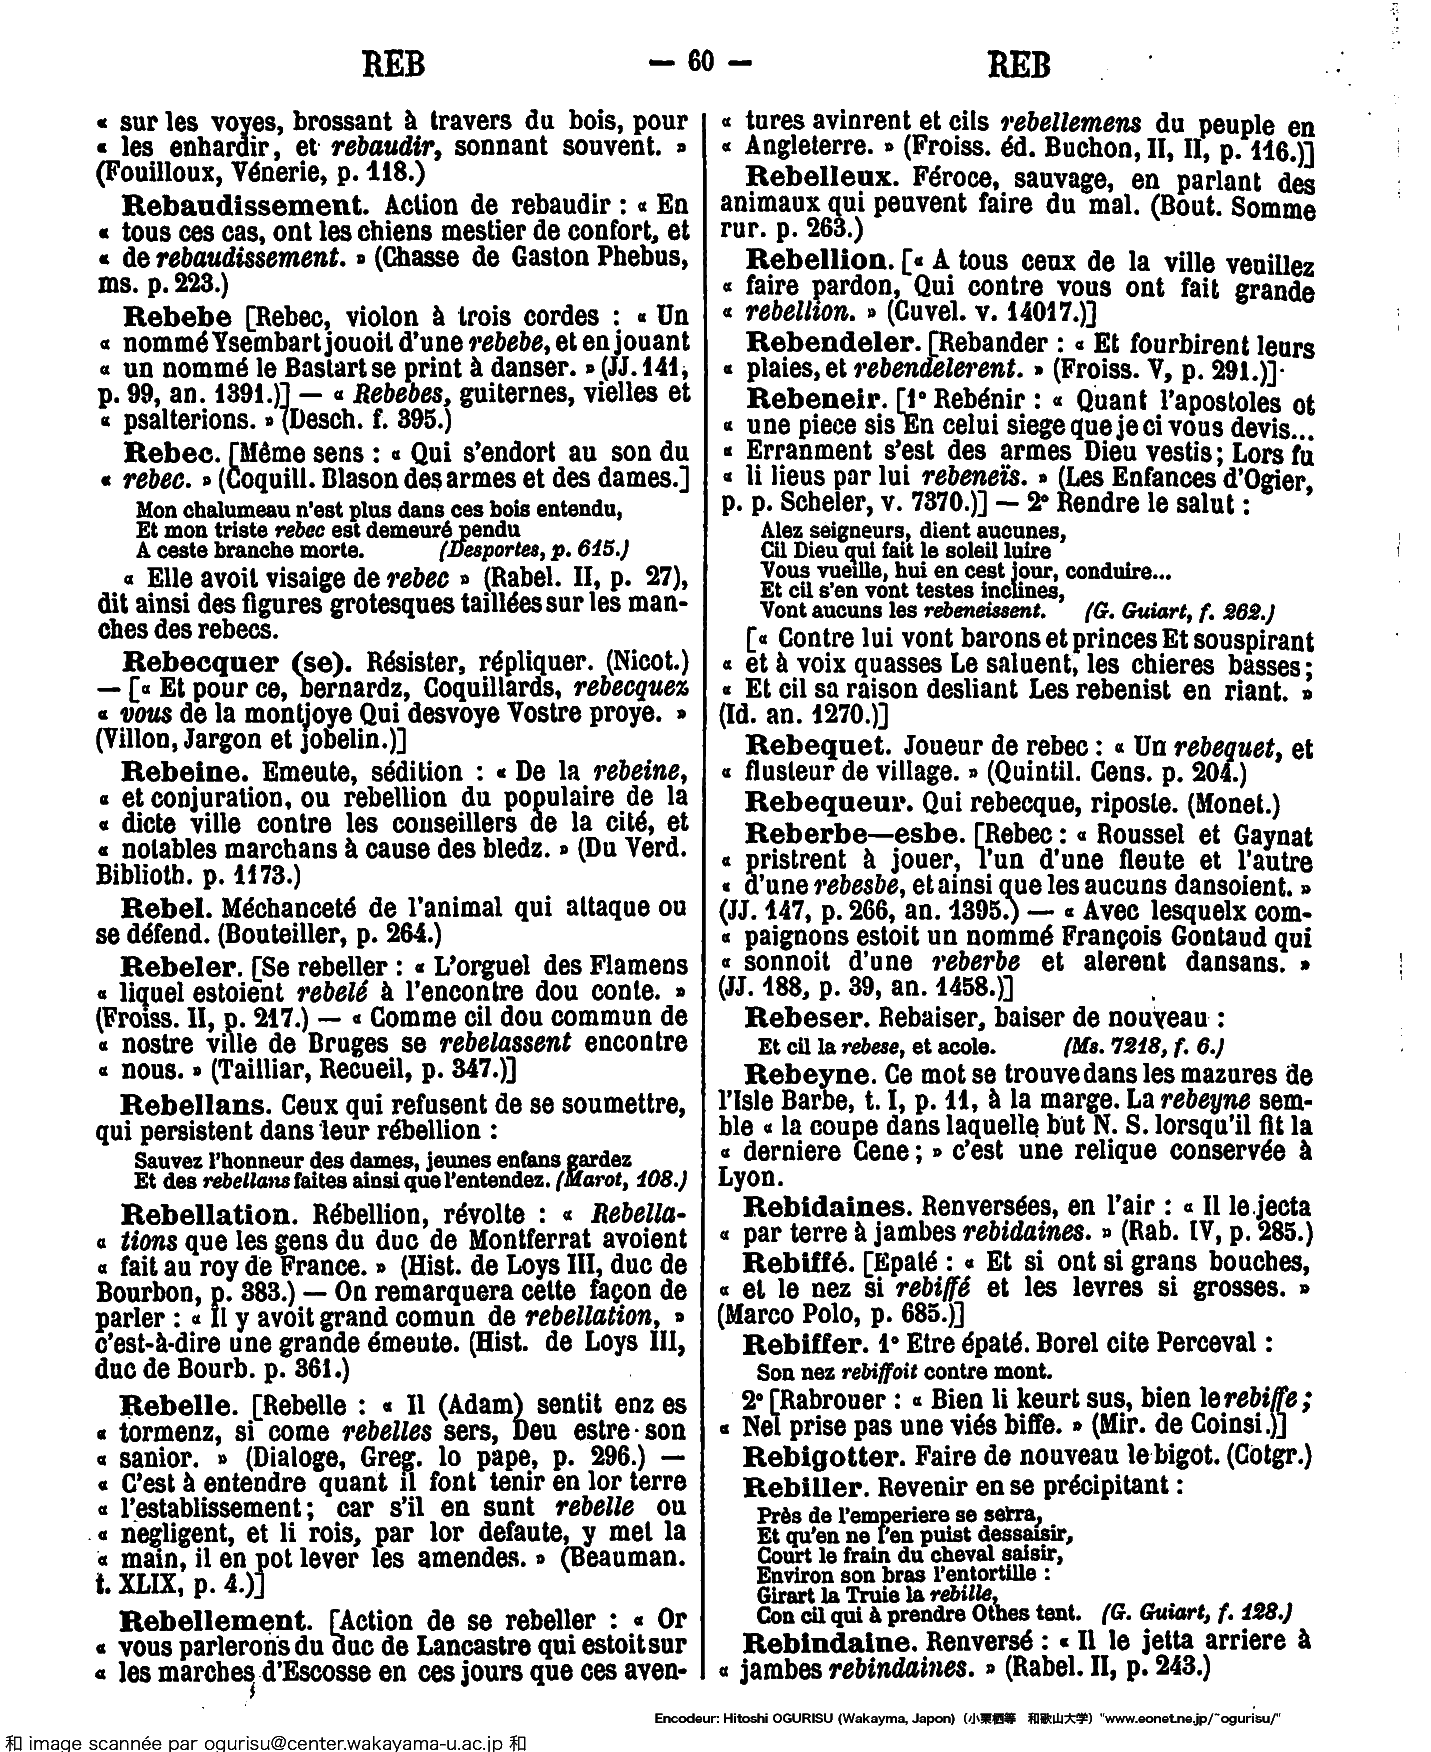 REB — 60 — REB
« sur les voyes, brossant à travers du bois, pour
« les enhardir, et rebaudir, sonnant souvent. »
(Fouilloux, Vénerie, p. 118.)
Rebaudissement. Action de rebaudir : « En
« tous ces cas, ont les chiens mestier de confort, et
« de rebaudissement. » (Chasse de Gaston Phebus,
ms. p. 223.)
Rebebe [Rebec, violon à trois cordes : « Un
« nommé Ysembart jouoit d'une rebebe, et en jouant
« un nommé le Bastart se print à danser. » (JJ. 141,
p. 99, an. 1391.)] — « Rebebes, guiternes, vielles et
« psalterions. » (Desch. f. 395.)
Rebec. [Même sens : « Qui s'endort au son du
« rebec. » (Coquill. Blason des armes et des dames.]
Mon chalumeau n'est plus dans ces bois entendu,
Et mon triste rebec est demeuré pendu
A ceste branche morte. (Desportes, p. 615.)
« Elle avoit visaige de rebec » (Rabel. II, p. 27),
dit ainsi des figures grotesques taillées sur les man-
ches des rebecs.
Rebecquer (se). Résister, répliquer. (Nicot.)
— [« Et pour ce, bernardz, Coquillards, rebecquez
« vous de la montjoye Qui desvoye Vostre proye. »
(Villon, Jargon et jobelin.)]
Rebeine. Emeute, sédition : « De la rebeine,
« et conjuration, ou rebellion du populaire de la
« dicte ville contre les conseillers de la cité, et
« notables marchans à cause des bledz. » (Du Verd.
Biblioth. p. 1173.)
Rebel. Méchanceté de l'animal qui attaque ou
se défend. (Bouteiller, p. 264.)
Rebeler. [Se rebeller : « L'orguel des Flamens
« liquel estoient rebelé à l'encontre dou conte. »
(Froiss. II, p. 217.) — « Comme cil dou commun de
« nostre ville de Bruges se rebelassent encontre
« nous. » (Tailliar, Recueil, p. 347.)]
Rebellans. Ceux qui refusent de se soumettre,
qui persistent dans leur rébellion :
Sauvez l'honneur des dames, jeunes enfans gardez
Et des rebellans faites ainsi que l'entendez. (Marot, 108.)
Rebellation. Rébellion, révolte : « Rebella-
« tions que les gens du duc de Montferrat avoient
« fait au roy de France. » (Hist. de Loys III, duc de
Bourbon, p. 383.) — On remarquera cette façon de
parler : « Il y avoit grand comun de rebellation, »
c'est-à-dire une grande émeute. (Hist. de Loys III,
duc de Bourb. p. 361.)
Rebelle. [Rebelle : « Il (Adam) sentit enz es
« tormenz, si come rebelles sers, Deu estre son
« sanior. » (Dialoge, Greg. lo pape, p. 296.) —
« C'est à entendre quant il font tenir en lor terre
« l'establissement ; car s'il en sunt rebelle ou
« negligent, et li rois, par lor defaute, y met la
« main, il en pot lever les amendes. » (Beauman.
t. XLIX, p. 4.)]
Rebellement. [Action de se rebeller : « Or
« vous parlerons du duc de Lancastre qui estoit sur
« les marches d'Escosse en ces jours que ces aven-
« tures avinrent et cils rebellemens du peuple en
« Angleterre. » (Froiss. éd. Buchon, II, II, p. 116.)]
Rebelleux. Féroce, sauvage, en parlant des
animaux qui peuvent faire du mal. (Bout. Somme
rur. p. 263.)
Rebellion. [« A tous ceux de la ville veuillez
« faire pardon, Qui contre vous ont fait grande
« rebellion. » (Cuvel. v. 14017.)]
Rebendeler. [Rebander : « Et fourbirent leurs
« plaies, et rebendelerent. » (Froiss. V, p. 291.)]
Rebeneir. [1° Rebénir : « Quant l'apostoles ot
« une piece sis En celui siege que je ci vous devis...
« Erranment s'est des armes Dieu vestis ; Lors fu
« li lieus par lui rebeneïs. » (Les Enfances d'Ogier,
p. p. Scheler, v. 7370.)] — 2° Rendre le salut :
Alez seigneurs, dient aucunes,
Cil Dieu qui fait le soleil luire
Vous vueille, hui en cest jour, conduire...
Et cil s'en vont testes inclines,
Vont aucuns les rebeneissent. (G. Guiart, f. 262.)
[« Contre lui vont barons et princes Et souspirant
« et à voix quasses Le saluent, les chieres basses ;
« Et cil sa raison desliant Les rebenist en riant. »
(Id. an. 1270.)]
Rebequet. Joueur de rebec : « Un rebequet, et
« flusteur de village. » (Quintil. Cens. p. 204.)
Rebequeur. Qui rebecque, riposte. (Monet.)
Reberbe—esbe. [Rebec : « Roussel et Gaynat
« pristrent à jouer, l'un d'une fleute et l'autre
« d'une rebesbe, et ainsi que les aucuns dansoient. »
(JJ. 147, p. 266, an. 1395.) — « Avec lesquelx com-
« paignons estoit un nommé François Gontaud qui
« sonnoit d'une reberbe et alerent dansans. »
(JJ. 188, p. 39, an. 1458.)]
Rebeser. Rebaiser, baiser de nouveau :
Et cil la rebese, et acole. (Ms. 7218, f. 6.)
Rebeyne. Ce mot se trouve dans les mazures de
l'Isle Barbe, t. I, p. 11, à la marge. La rebeyne sem-
ble « la coupe dans laquelle but N. S. lorsqu'il fit la
« derniere Cene ; » c'est une relique conservée à
Lyon.
Rebidaines. Renversées, en l'air : « Il le jecta
« par terre à jambes rebidaines. » (Rab. IV, p. 285.)
Rebiffé. [Epaté : « Et si ont si grans bouches,
« et le nez si rebiffé et les levres si grosses. »
(Marco Polo, p. 685.)]
Rebiffer. 1° Etre épaté. Borel cite Perceval :
Son nez rebiffoit contre mont.
2° [Rabrouer : « Bien li keurt sus, bien le rebiffe ;
« Nel prise pas une viés biffe. » (Mir. de Coinsi.)]
Rebigotter. Faire de nouveau le bigot. (Cotgr.)
Rebiller. Revenir en se précipitant :
Près de l'emperiere se serra,
Et qu'en ne l'en puist dessaisir,
Court le frain du cheval saisir,
Environ son bras l'entortille :
Girart la Truie la rebille,
Con cil qui à prendre Othes tent. (G. Guiart, f. 128.)
Rebindaine. Renversé : « Il le jetta arriere à
« jambes rebindaines. » (Rabel. II, p. 243.)
Encodeur: Hitoshi OGURISU (Wakayma, Japon) (小栗栖等 和歌山大学) "www.eonet.ne.jp/~ogurisu/"
和 image scannée par ogurisu@center.wakayama-u.ac.jp 和